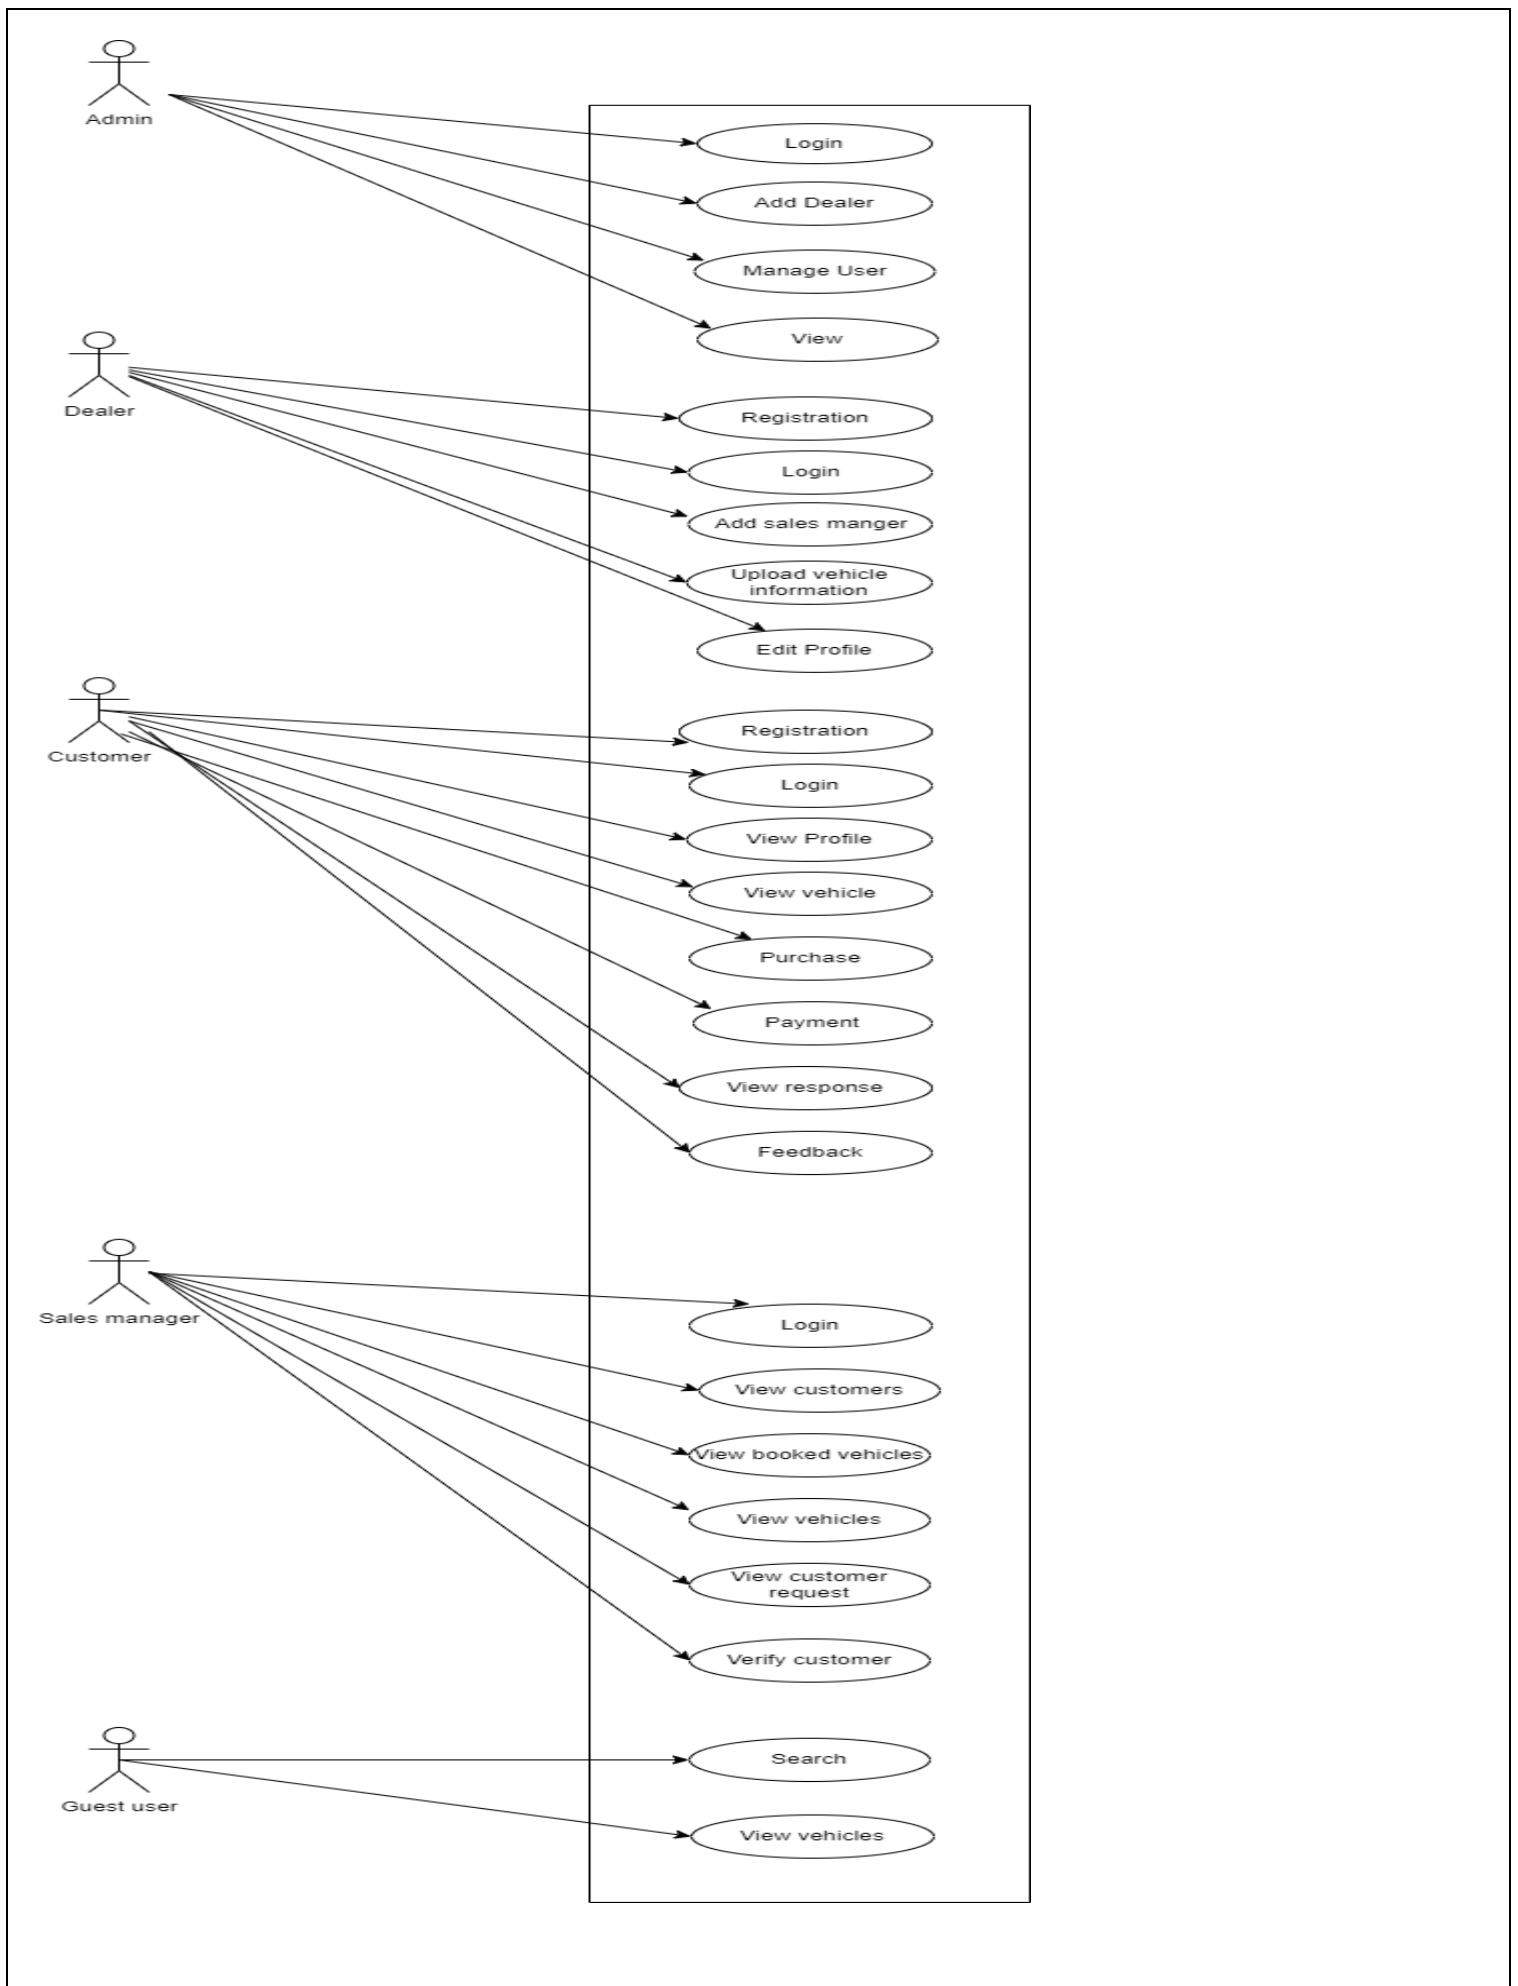 Admin
Login
Add Dealer
Manage User
View
Dealer
Registration
Login
Add sales manger
Upload vehicle
information
Edit Profile
Customer
Registration
Login
View Profile
View vehicle
Purchase
Payment
View response
Feedback
Sales manager
Login
View customers
View booked vehicles
View vehicles
View customer
request
Verify customer
Guest user
Search
View vehicles